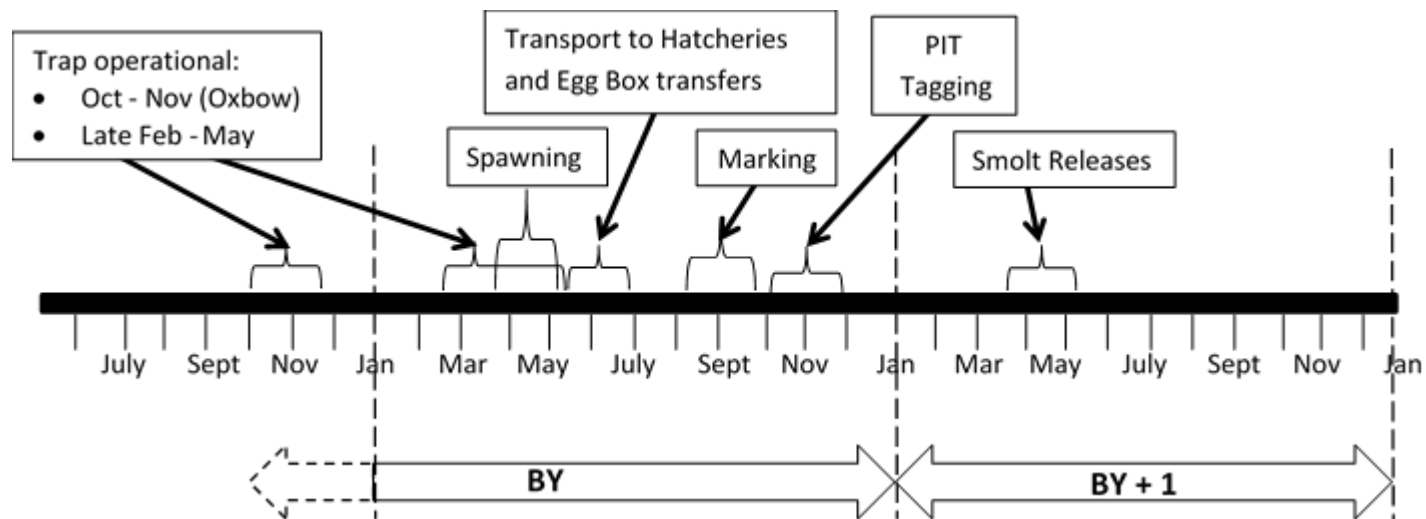 Trap operational:
• Oct - Nov (Oxbow)
• Late Feb - May
Transport to Hatcheries
and Egg Box transfers
PIT
Tagging
Spawning
Marking
Smolt Releases
July Sept Nov Jan Mar May July Sept Nov Jan Mar May July Sept Nov Jan
BY BY + 1